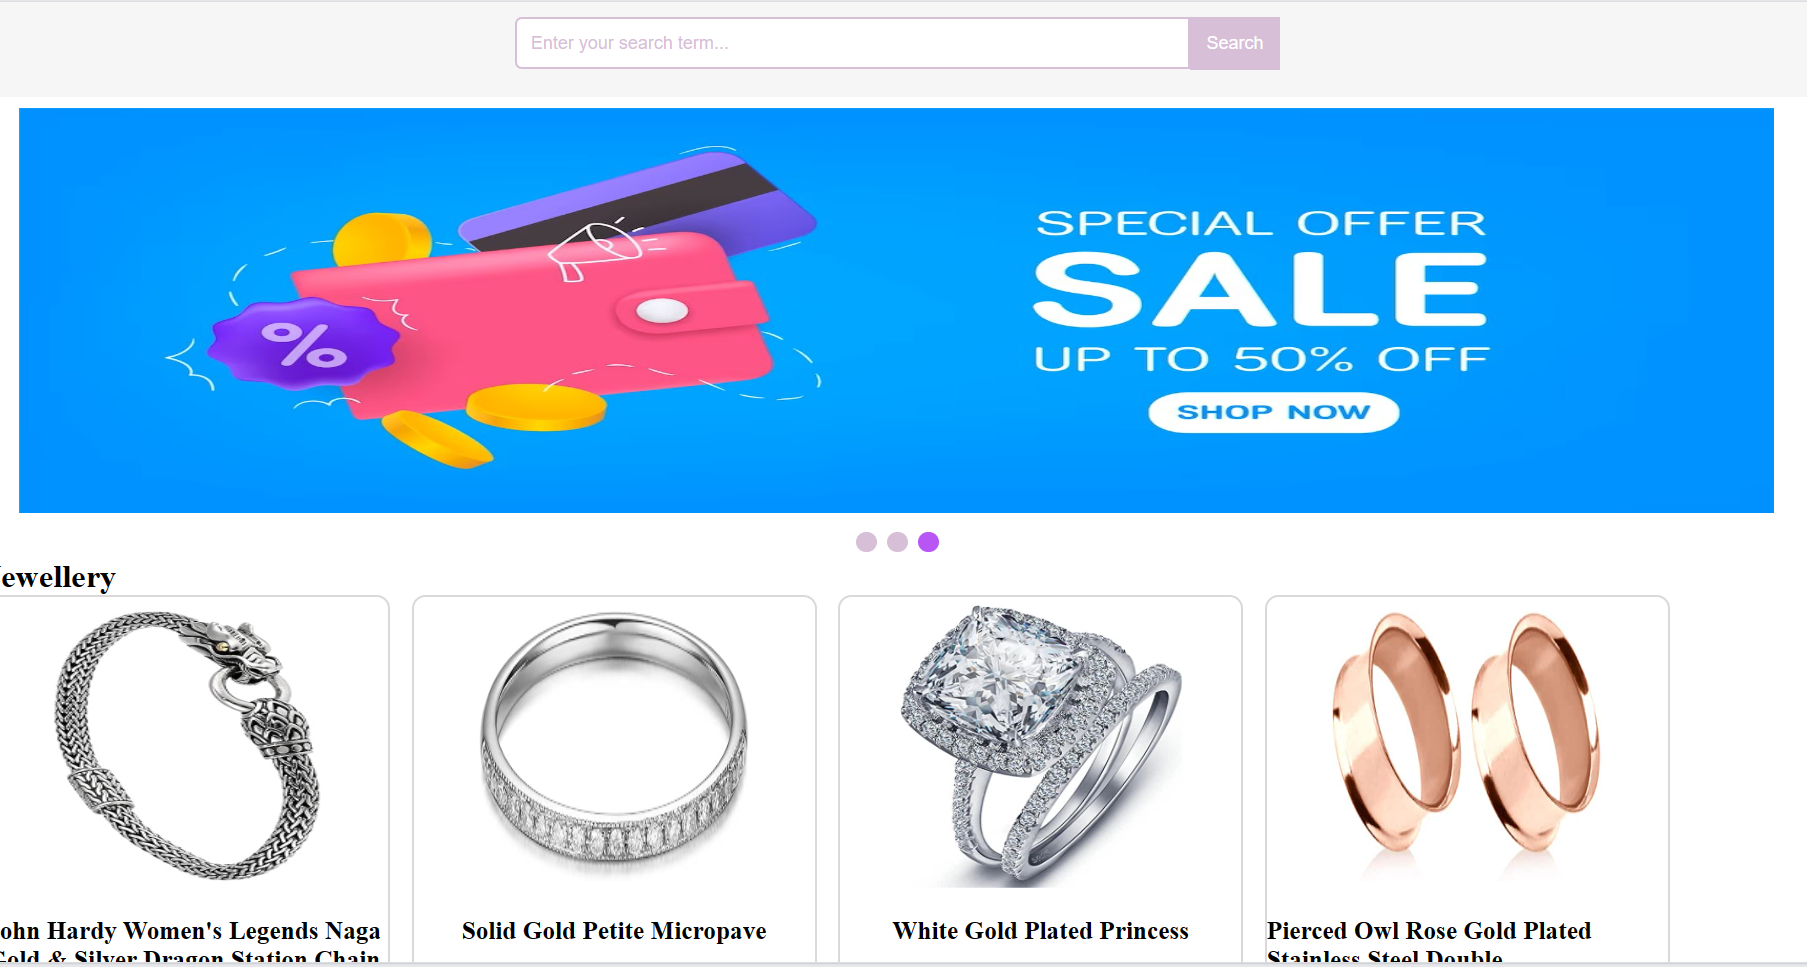 Enter your search term...
Search
SPECIAL OFFER
SALE
UP TO 50% OFF
SHOP NOW
%
ewellery
ohn Hardy Women's Legends Naga
Gold & Silver Dragon Station Chain
Solid Gold Petite Micropave
White Gold Plated Princess
Pierced Owl Rose Gold Plated
Stainless Steel Double